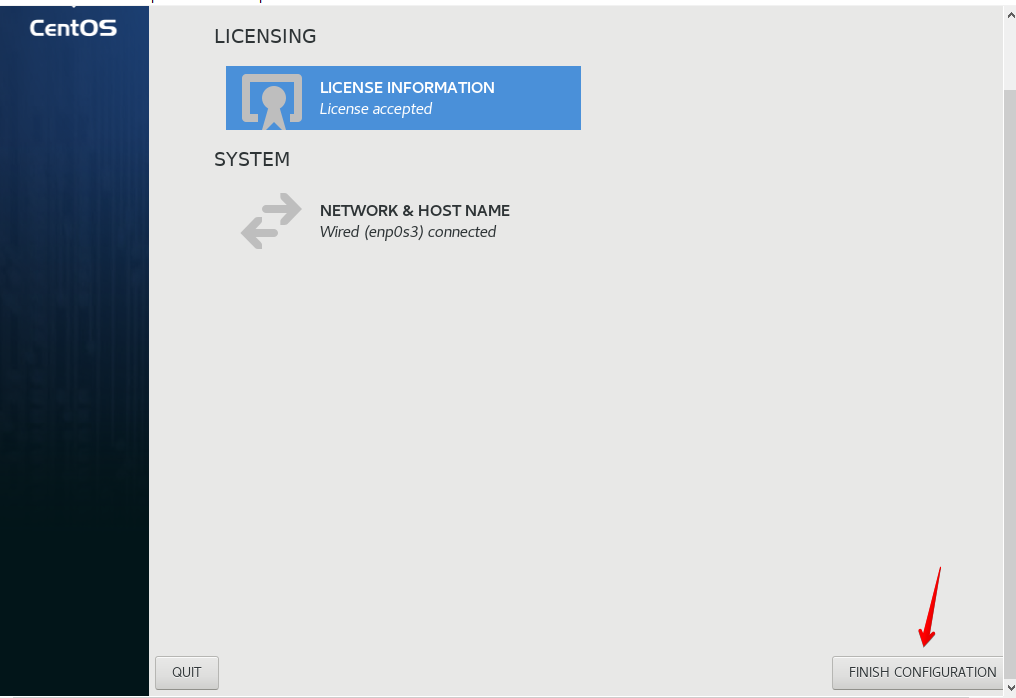 CentOS
LICENSING
LICENSE INFORMATION
License accepted
SYSTEM
NETWORK & HOST NAME
Wired (enp0s3) connected
QUIT
FINISH CONFIGURATION